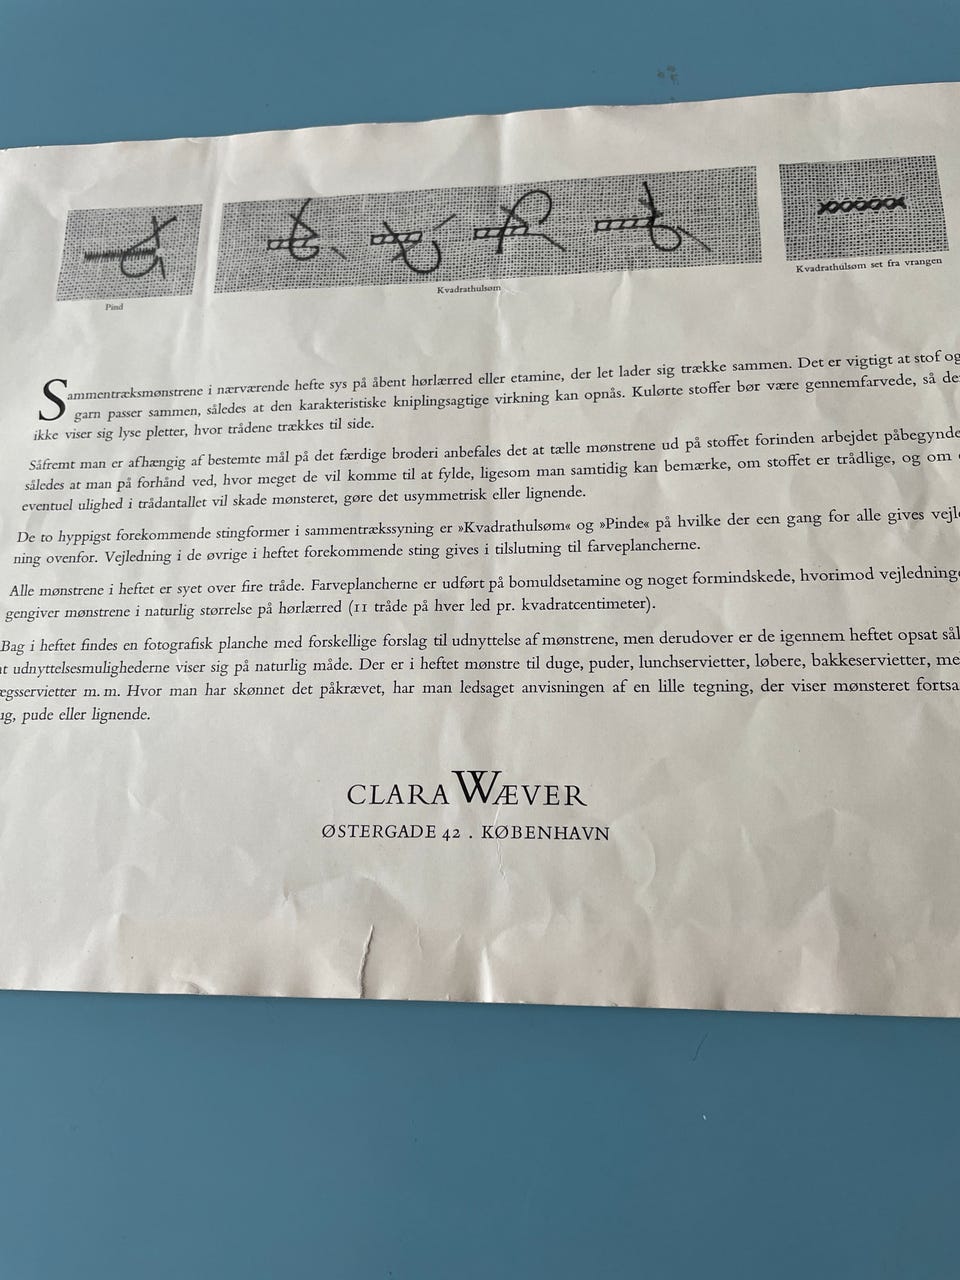 Pind
Kvadrathulsøm
Kvadrathulsøm set fra vrangen
Sammentræksmønstrene i nærværende hefte sys på åbent hørlærred eller etamine, der let lader sig trække sammen. Det er vigtigt at stof og
garn passer sammen, således at den karakteristiske kniplingsagtige virkning kan opnås. Kulørte stoffer bør være gennemfarvede, så de
ikke viser sig lyse pletter, hvor trådene trækkes til side.
Såfremt man er afhængig af bestemte mål på det færdige broderi anbefales det at tælle mønstrene ud på stoffet forinden arbejdet påbegynde
således at man på forhånd ved, hvor meget de vil komme til at fylde, ligesom man samtidig kan bemærke, om stoffet er trådlige, og om
eventuel ulighed i trådantallet vil skade mønsteret, gøre det usymmetrisk eller lignende.
De to hyppigst forekommende stingformer i sammentrækssyning er »Kvadrathulsøm« og »Pinde« på hvilke der een gang for alle gives vejle
ning ovenfor. Vejledning i de øvrige i heftet forekommende sting gives i tilslutning til farveplancherne.
Alle mønstrene i heftet er syet over fire tråde. Farveplancherne er udført på bomuldsetamine og noget formindskede, hvorimod vejledning
gengiver mønstrene i naturlig størrelse på hørlærred (11 tråde på hver led pr. kvadratcentimeter).
Bag i heftet findes en fotografisk planche med forskellige forslag til udnyttelse af mønstrene, men derudover er de igennem heftet opsat sål
at udnyttelsesmulighederne viser sig på naturlig måde. Der er i heftet mønstre til duge, puder, lunchservietter, løbere, bakkeservietter, me
ægsservietter m. m. Hvor man har skønnet det påkrævet, har man ledsaget anvisningen af en lille tegning, der viser mønsteret fortsa
ug, pude eller lignende.
CLARA WÆVER
ØSTERGADE 42 . KØBENHAVN